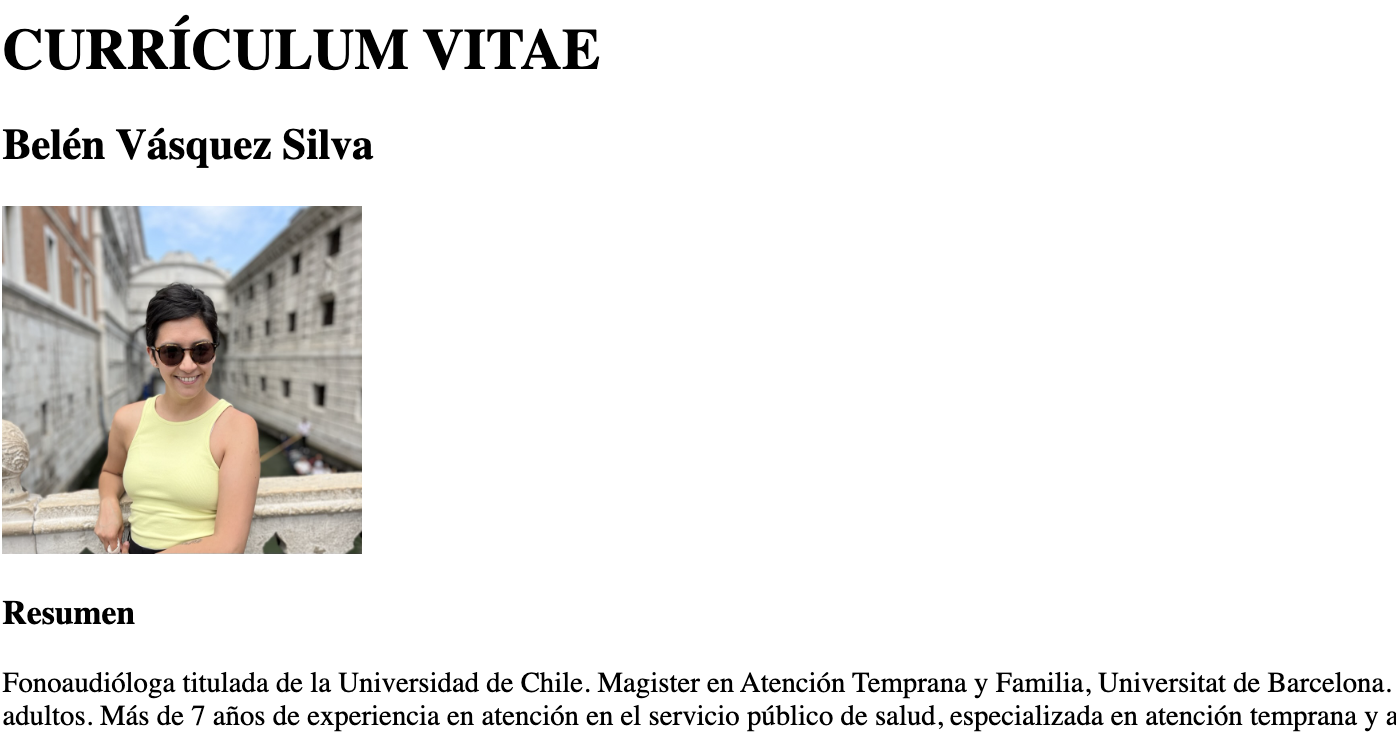 CURRÍCULUM VITAE
Belén Vásquez Silva
Resumen
Fonoaudióloga titulada de la Universidad de Chile. Magister en Atención Temprana y Familia, Universitat de Barcelona.
adultos. Más de 7 años de experiencia en atención en el servicio público de salud, especializada en atención temprana y a